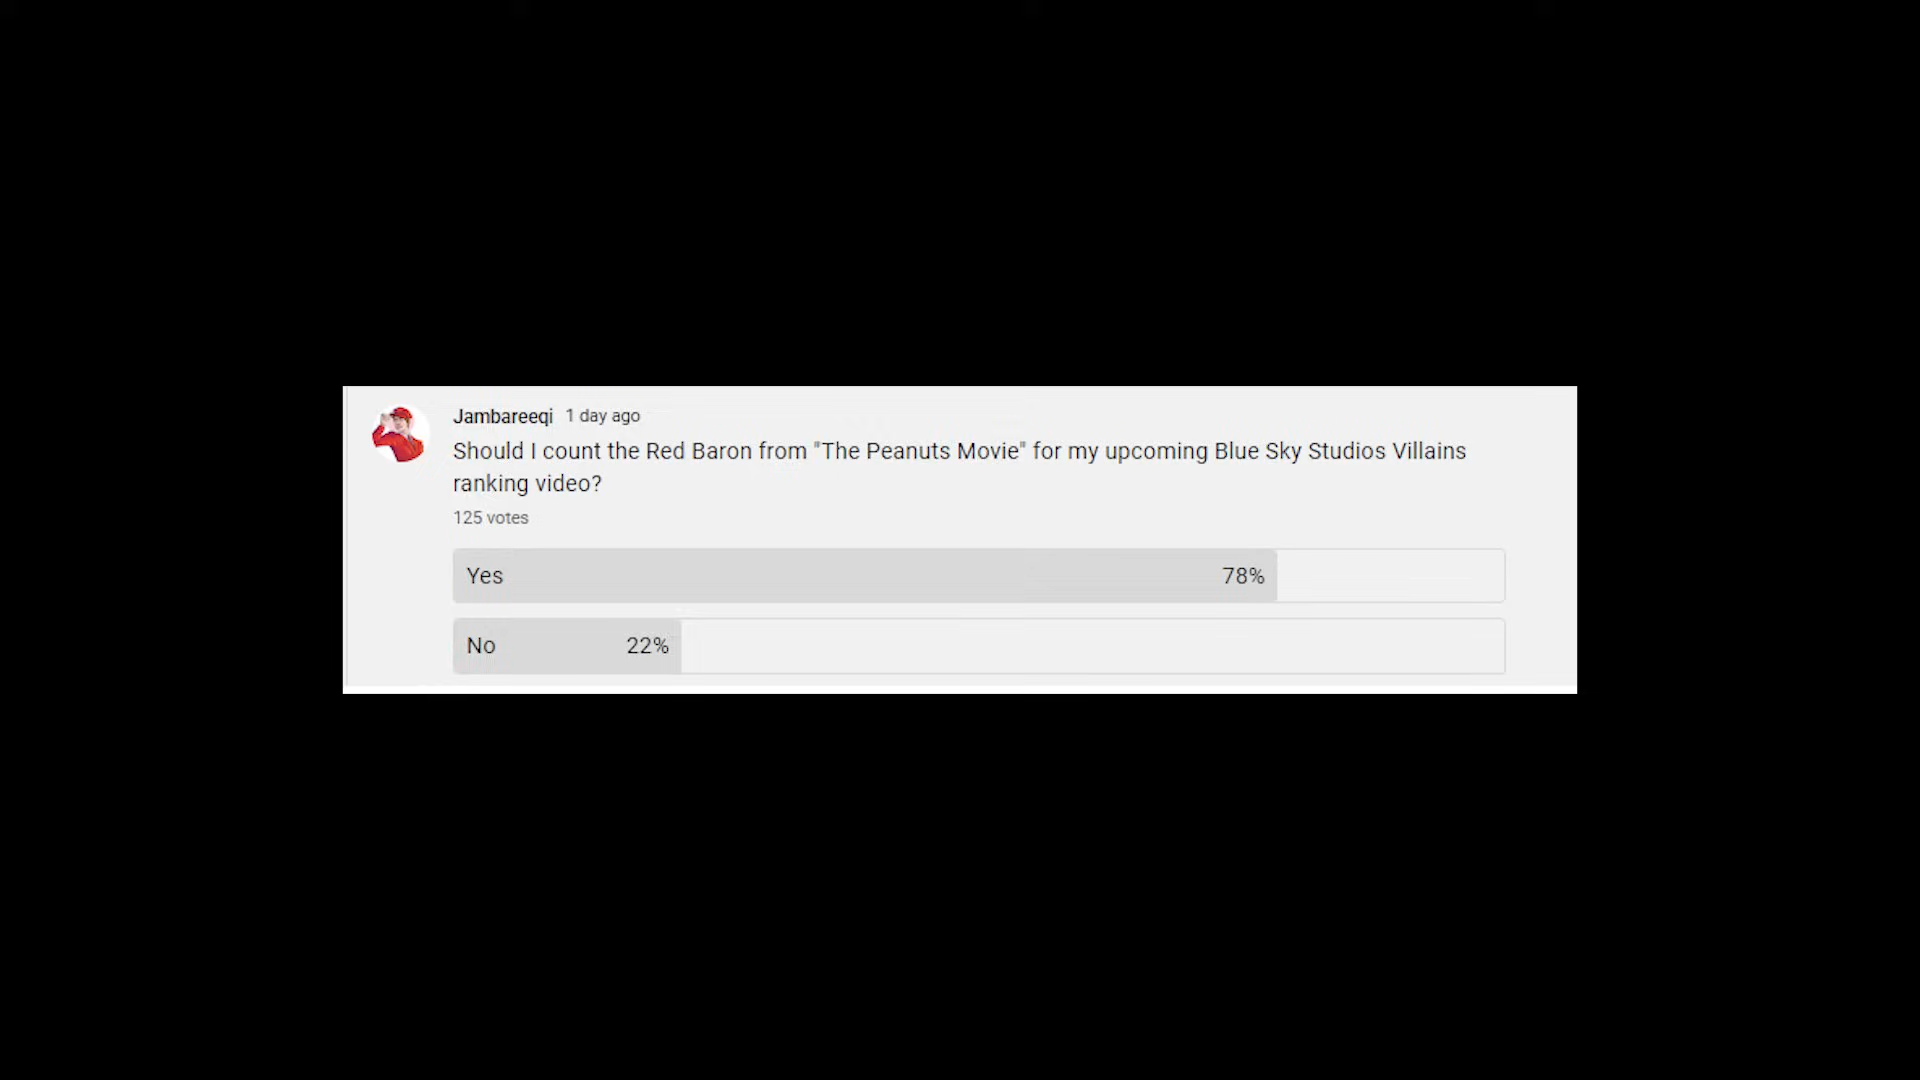 Jambareeqi 1 day ago
Should I count the Red Baron from "The Peanuts Movie" for my upcoming Blue Sky Studios Villains
ranking video?
125 votes
Yes 78%
No 22%